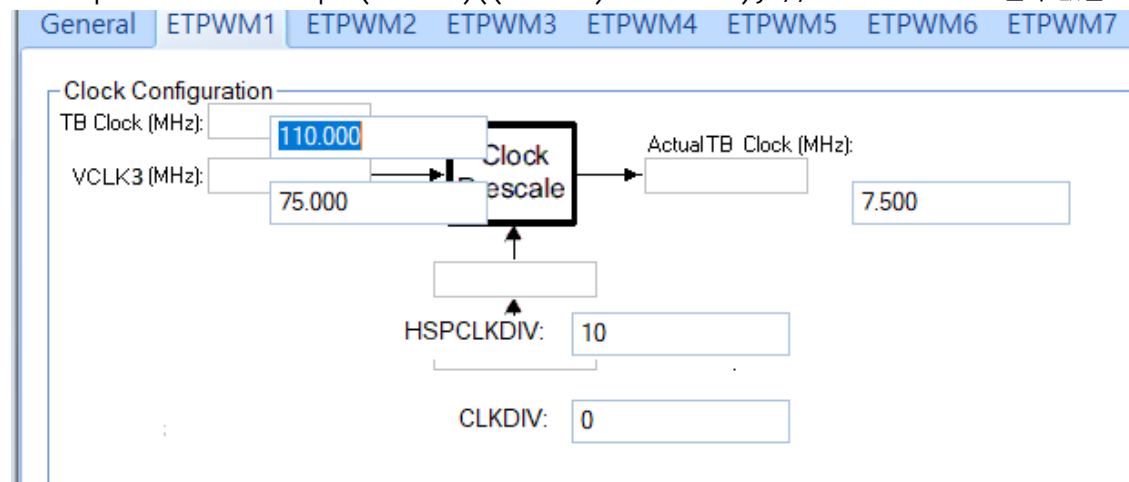 General ETPWM1 ETPWM2 ETPWM3 ETPWM4 ETPWM5 ETPWM6 ETPWM7
Clock Configuration
TB Clock (MHz):
110.000
Clock
Actual TB Clock (MHz):
VCLK3 (MHz):
75.000
7.500
HSPCLKDIV: 10
CLKDIV: 0